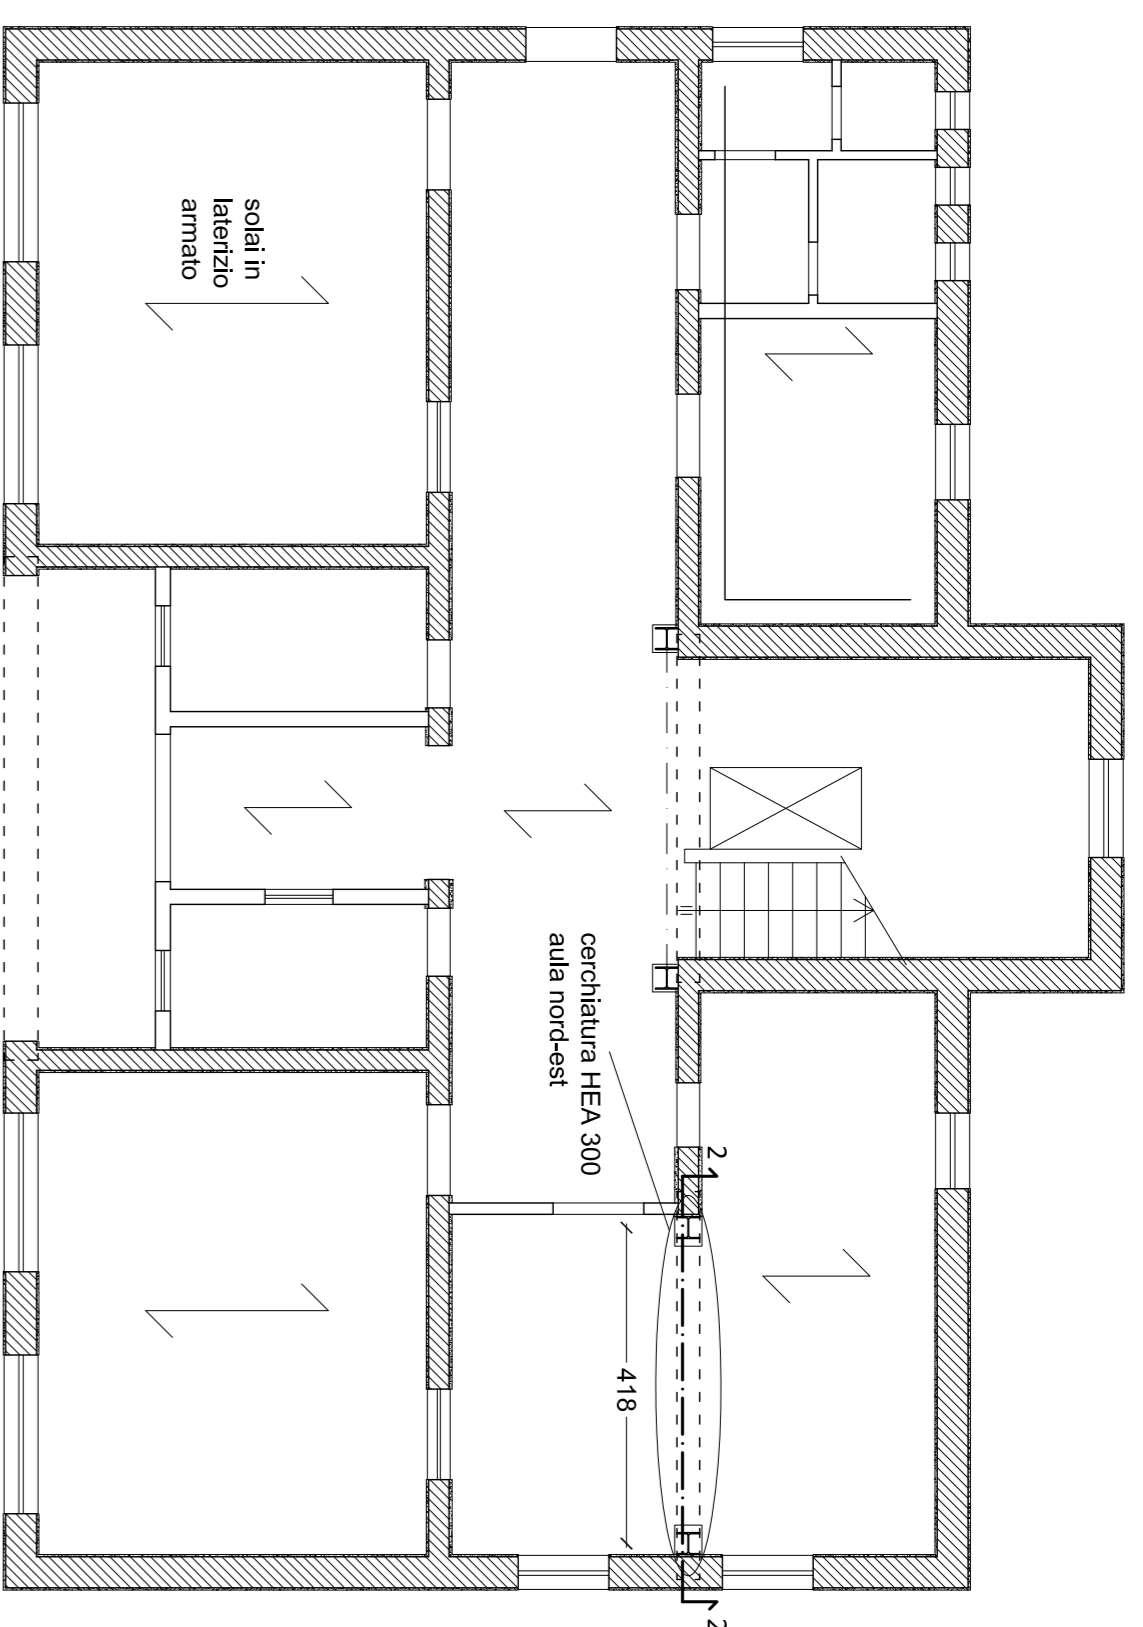 solai in
laterizio
armato
cerchiatura HEA 300
aula nord-est
2
418
2